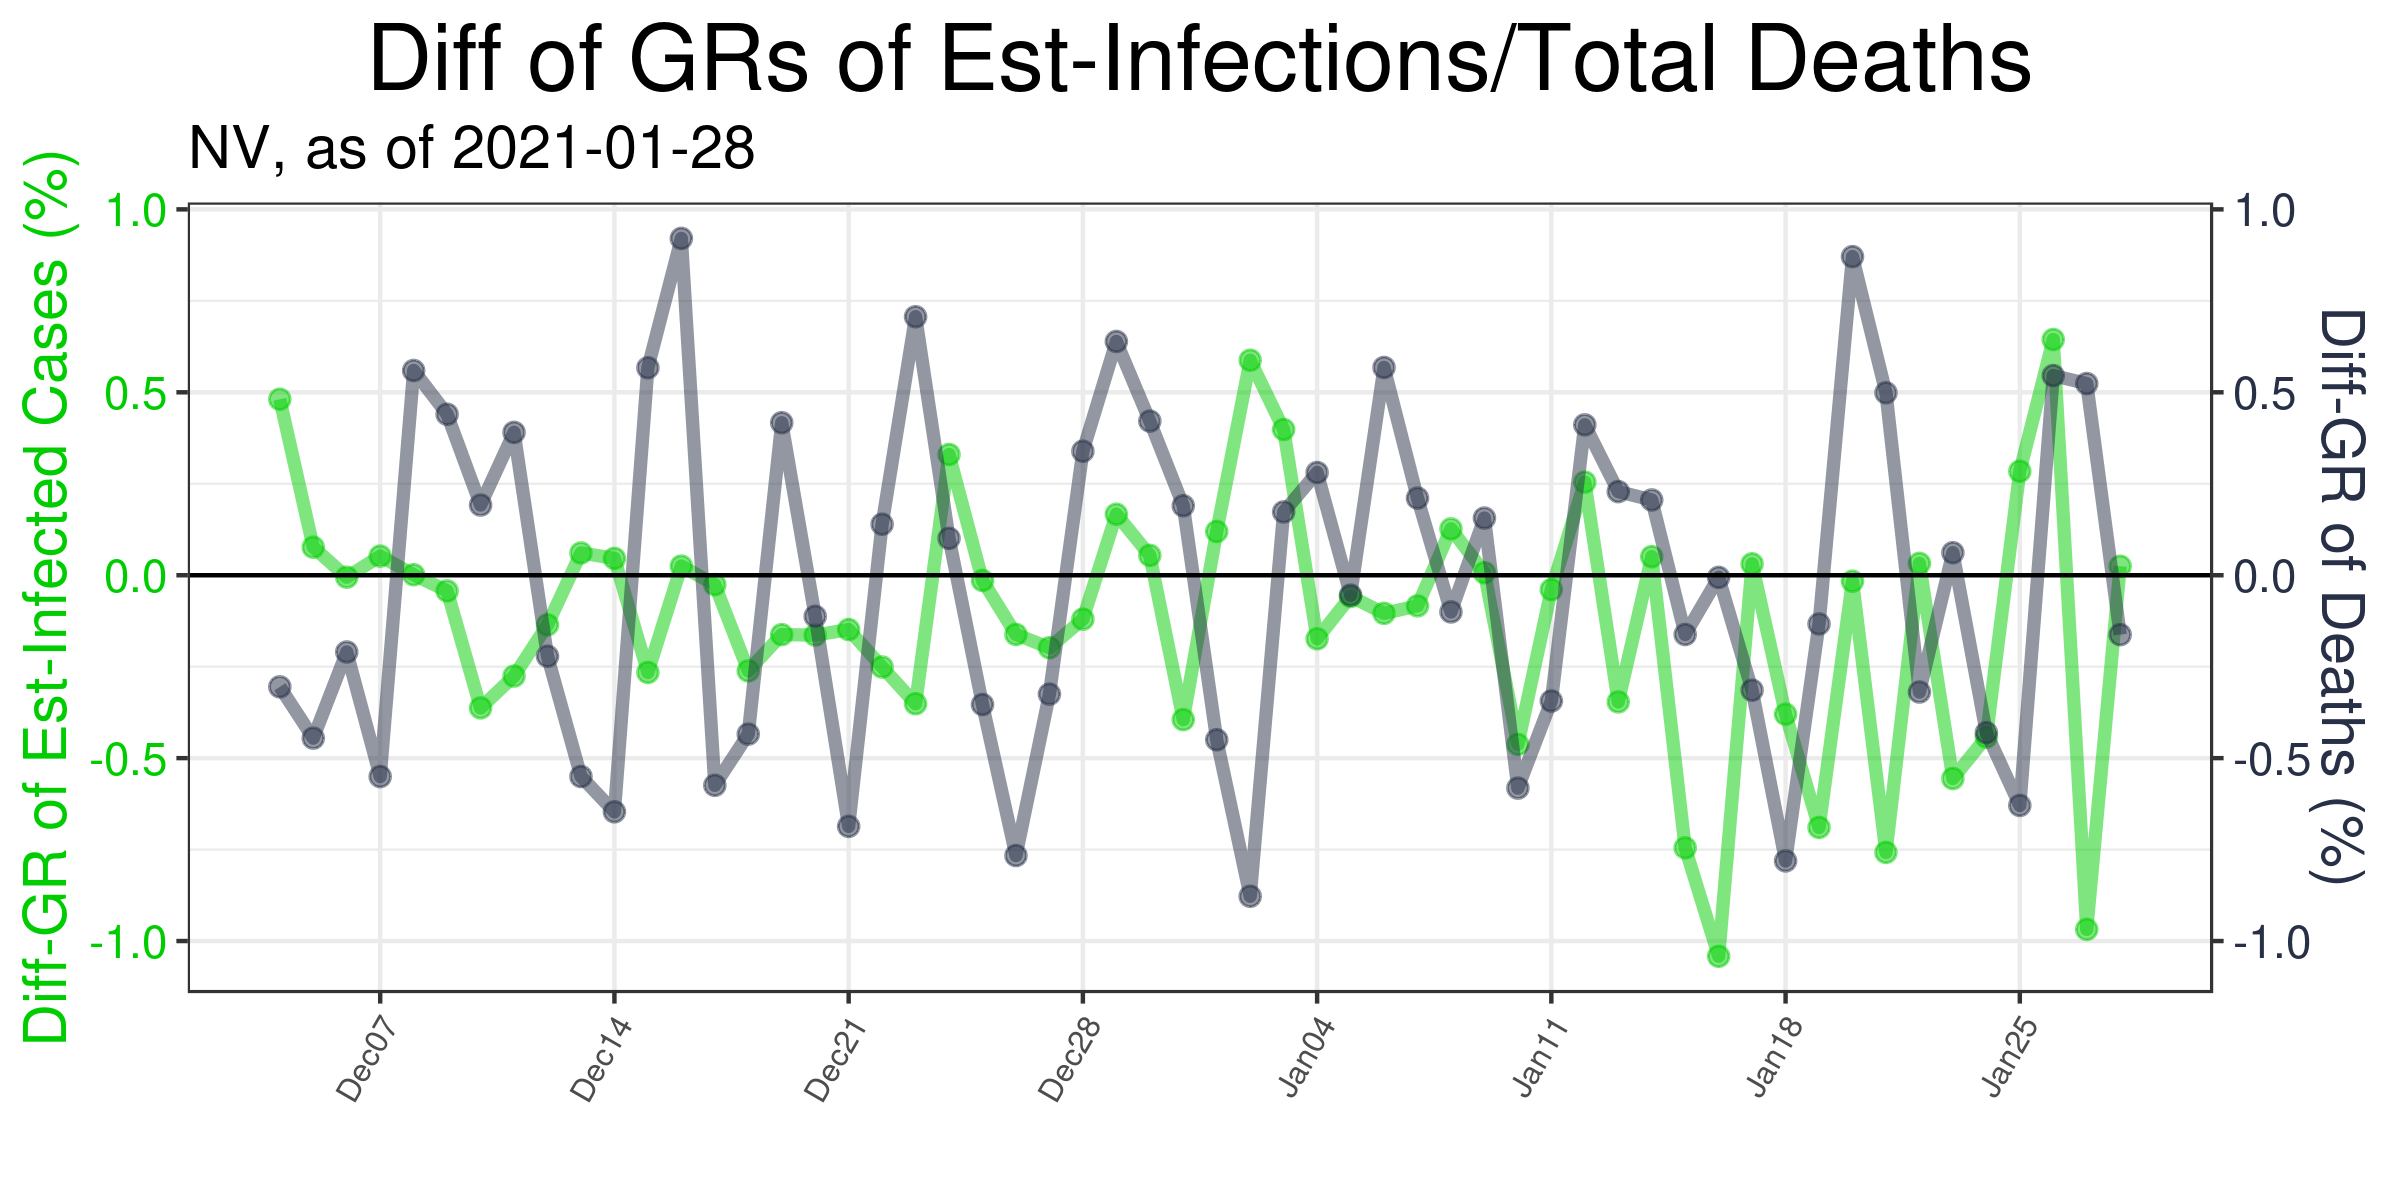 Diff of GRs of Est-Infections/Total Deaths
NV, as of 2021-01-28
Diff-GR of Est-Infected Cases (%)
1.0
0.5
0.0
-0.5
-1.0
1.0
0.5
0.0
-0.5
-1.0
Diff-GR of Deaths (%)
Dec07
Dec14
Dec21
Dec28
Jan04
Jan11
Jan18
Jan25